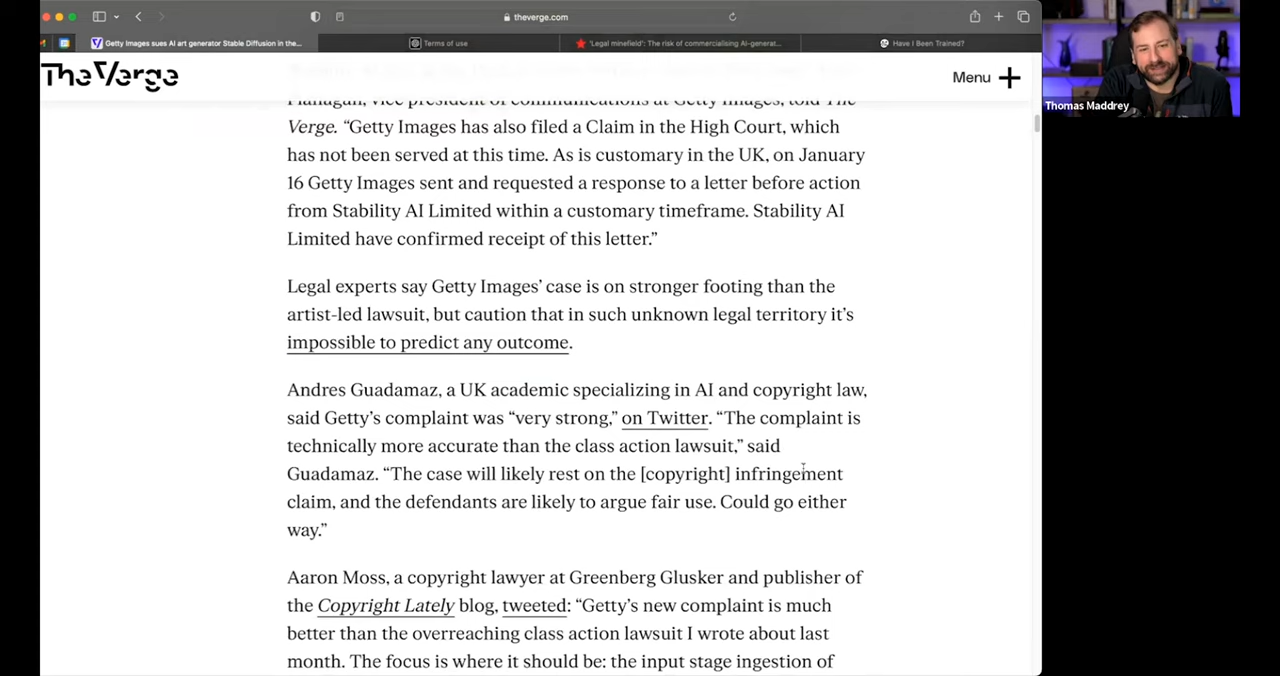 theverge.com
Getty Images sues AI art generator Stable Diffusion in the...
Terms of use
'Legal minefield': The risk of commercialising AI-generat...
Have I Been Trained?
The Verge
Menu
Thomas Maddrey
Flanagan, vice president of communications at Getty Images, told The
Verge. “Getty Images has also filed a Claim in the High Court, which
has not been served at this time. As is customary in the UK, on January
16 Getty Images sent and requested a response to a letter before action
from Stability AI Limited within a customary timeframe. Stability AI
Limited have confirmed receipt of this letter.”
Legal experts say Getty Images’ case is on stronger footing than the
artist-led lawsuit, but caution that in such unknown legal territory it’s
impossible to predict any outcome.
Andres Guadamaz, a UK academic specializing in AI and copyright law,
said Getty’s complaint was “very strong,” on Twitter. “The complaint is
technically more accurate than the class action lawsuit,” said
Guadamaz. “The case will likely rest on the [copyright] infringement
claim, and the defendants are likely to argue fair use. Could go either
way.”
Aaron Moss, a copyright lawyer at Greenberg Glusker and publisher of
the Copyright Lately blog, tweeted: “Getty’s new complaint is much
better than the overreaching class action lawsuit I wrote about last
month. The focus is where it should be: the input stage ingestion of